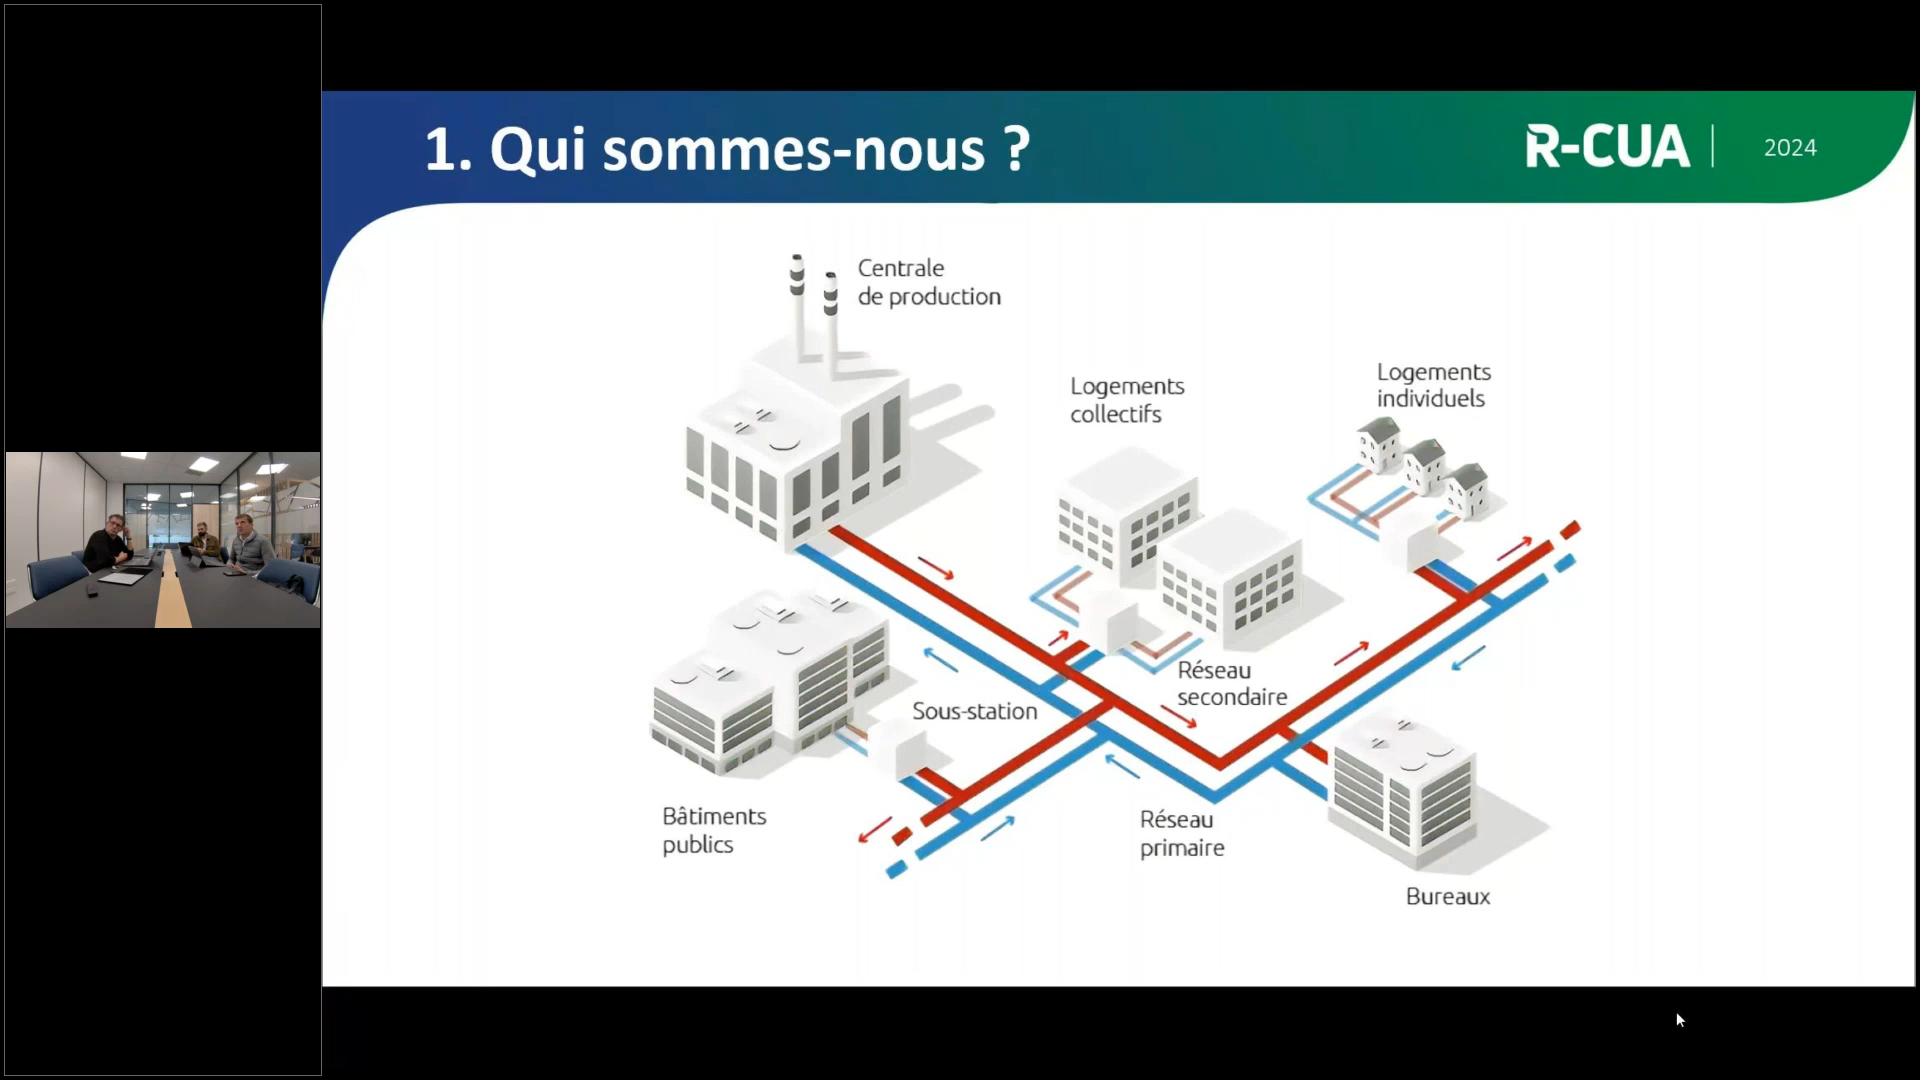 1. Qui sommes-nous ?
R-CUA
2024
Centrale
de production
Logements
collectifs
Logements
individuels
Réseau
secondaire
Sous-station
Bâtiments
publics
Réseau
primaire
Bureaux